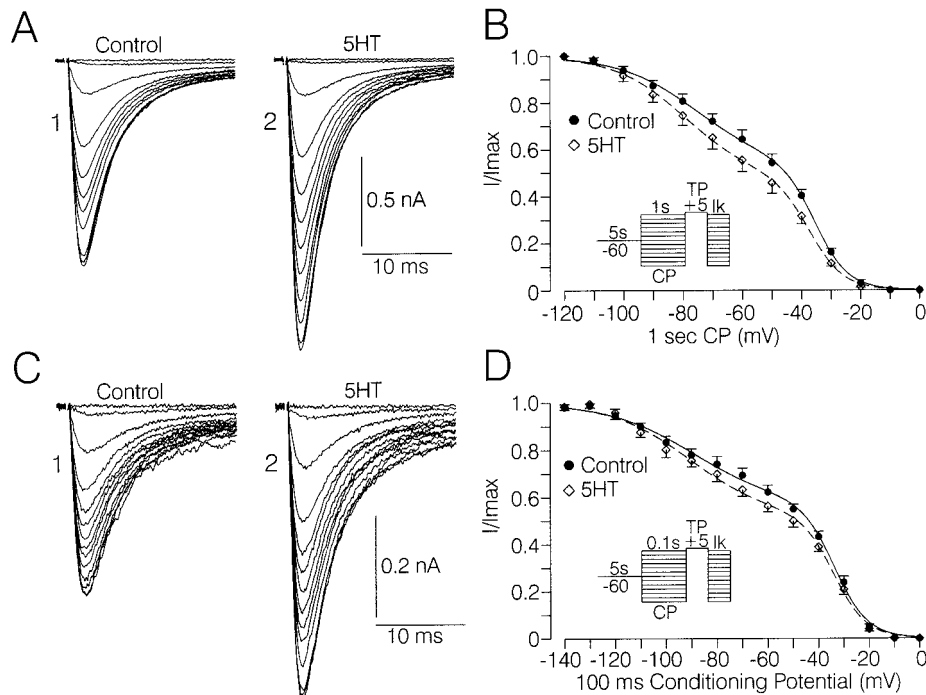 A
Control
5HT
1
2
0.5 nA
10 ms
B
I/Imax
1.0
0.8
0.6
0.4
0.2
0
Control
5HT
TP
1s
+5
lk
5s
-60
CP
-120
-100
-80
-60
-40
-20
0
1 sec CP (mV)
C
Control
5HT
1
2
0.2 nA
10 ms
D
I/Imax
1.0
0.8
0.6
0.4
0.2
0
Control
5HT
TP
0.1s
+5
lk
5s
-60
CP
-140
-120
-100
-80
-60
-40
-20
0
100 ms Conditioning Potential (mV)